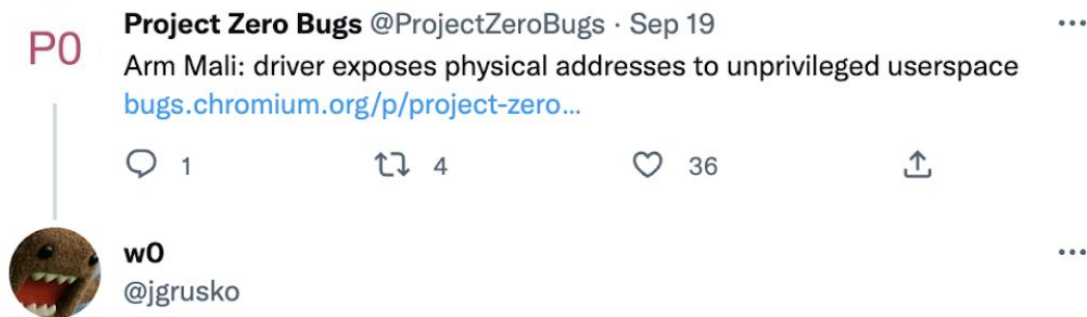 P0
Project Zero Bugs @ProjectZeroBugs · Sep 19
Arm Mali: driver exposes physical addresses to unprivileged userspace
bugs.chromium.org/p/project-zero...
1 4 36
w0
@jgrusko